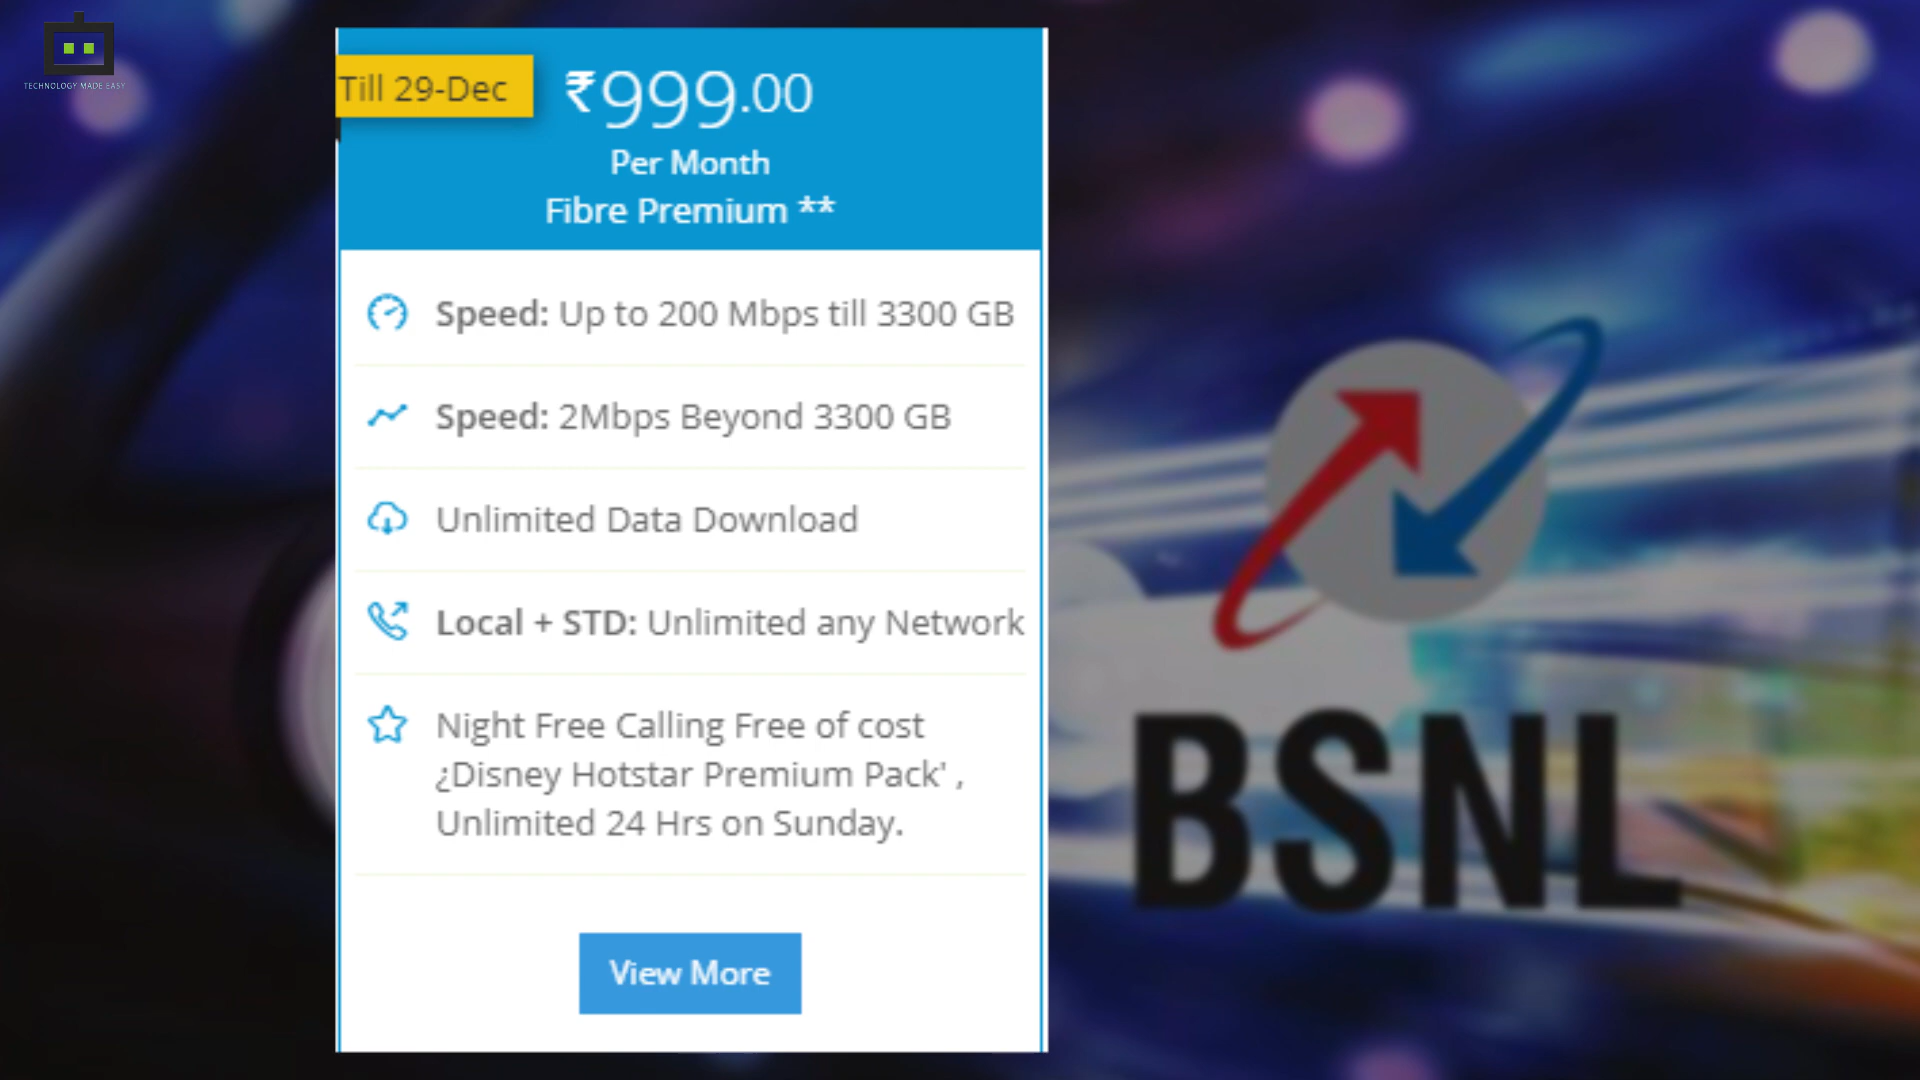 TECHNOLOGY MADE EASY
Till 29-Dec
₹999.00
Per Month
Fibre Premium **
Speed: Up to 200 Mbps till 3300 GB
Speed: 2Mbps Beyond 3300 GB
Unlimited Data Download
Local + STD: Unlimited any Network
Night Free Calling Free of cost
¿Disney Hotstar Premium Pack' ,
Unlimited 24 Hrs on Sunday.
View More
BSNL